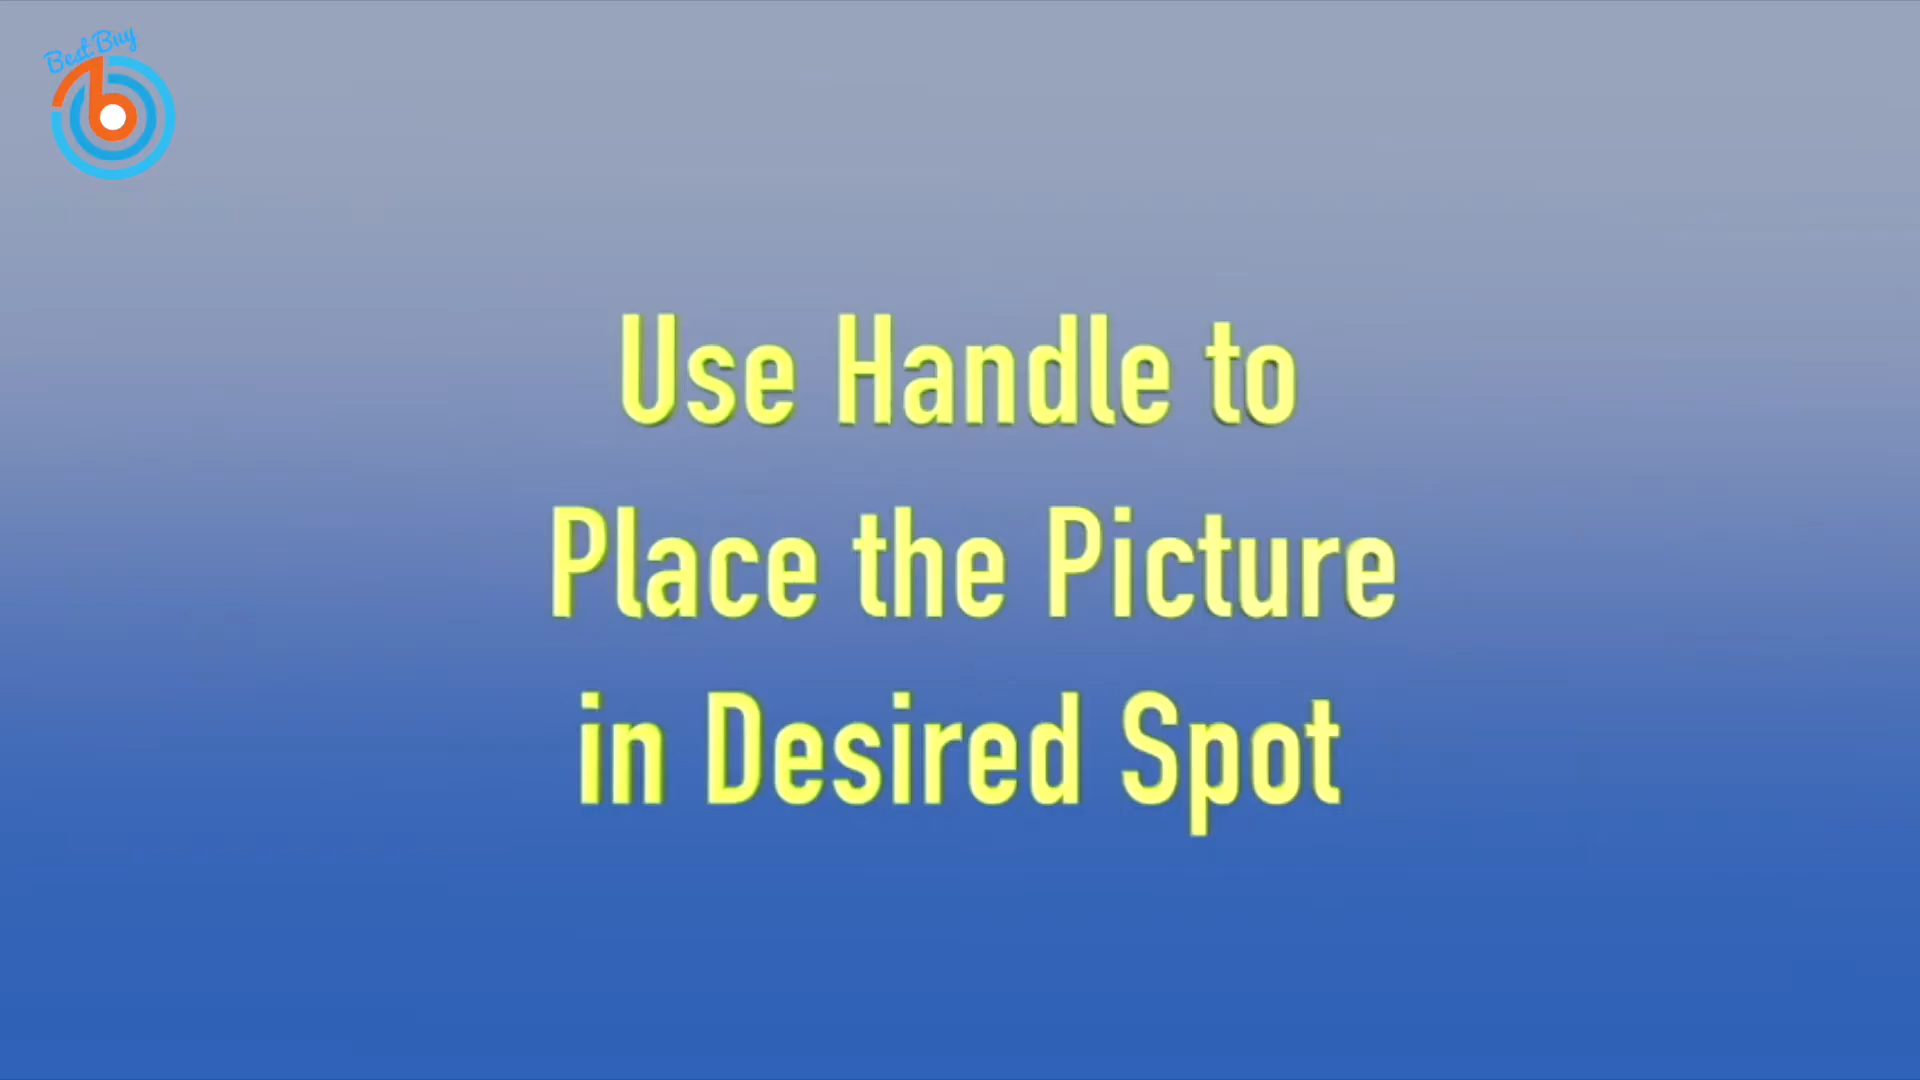 Best Buy
Use Handle to
Place the Picture
in Desired Spot